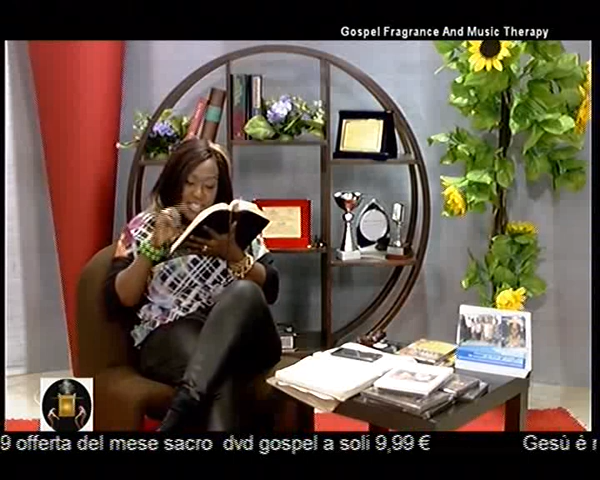 Gospel Fragrance And Music Therapy
9 offerta del mese sacro dvd gospel a soli 9,99 € Gesù è